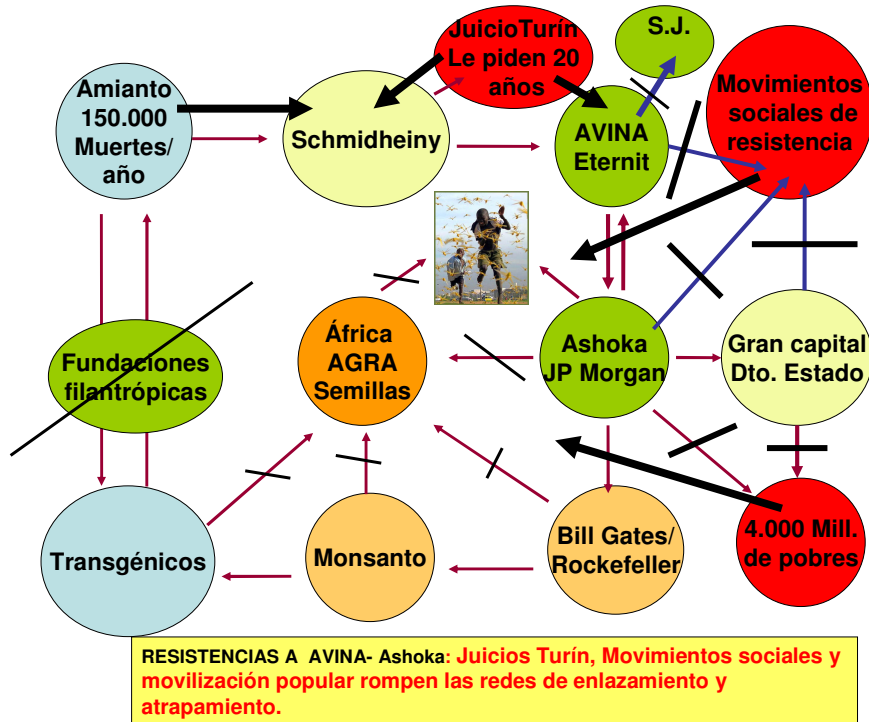 JuicioTurín
Le piden 20
años
S.J.
Amianto
150.000
Muertes/
año
Schmidheiny
AVINA
Eternit
Movimientos
sociales de
resistencia
Fundaciones
filantrópicas
África
AGRA
Semillas
Ashoka
JP Morgan
Gran capital
Dto. Estado
Transgénicos
Monsanto
Bill Gates/
Rockefeller
4.000 Mill.
de pobres
RESISTENCIAS A AVINA- Ashoka: Juicios Turín, Movimientos sociales y
movilización popular rompen las redes de enlazamiento y
atrapamiento.